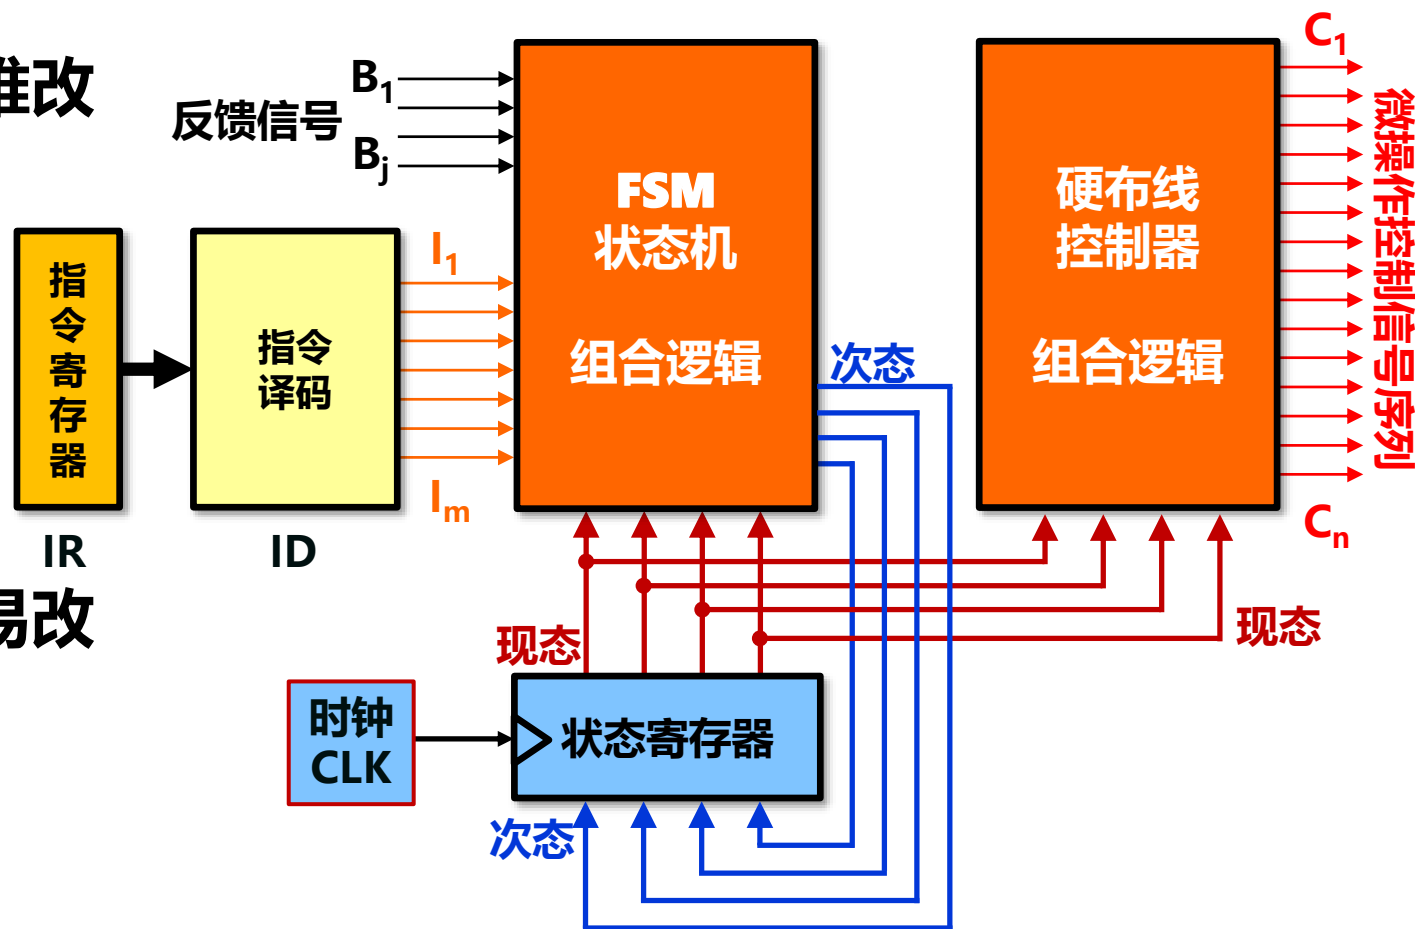 难改
反馈信号
B1
Bj
指令寄存器
IR
指令
译码
ID
I1
Im
FSM
状态机
组合逻辑
次态
硬布线
控制器
组合逻辑
C1
Cn
微操作控制信号序列
易改
现态
现态
时钟
CLK
状态寄存器
次态